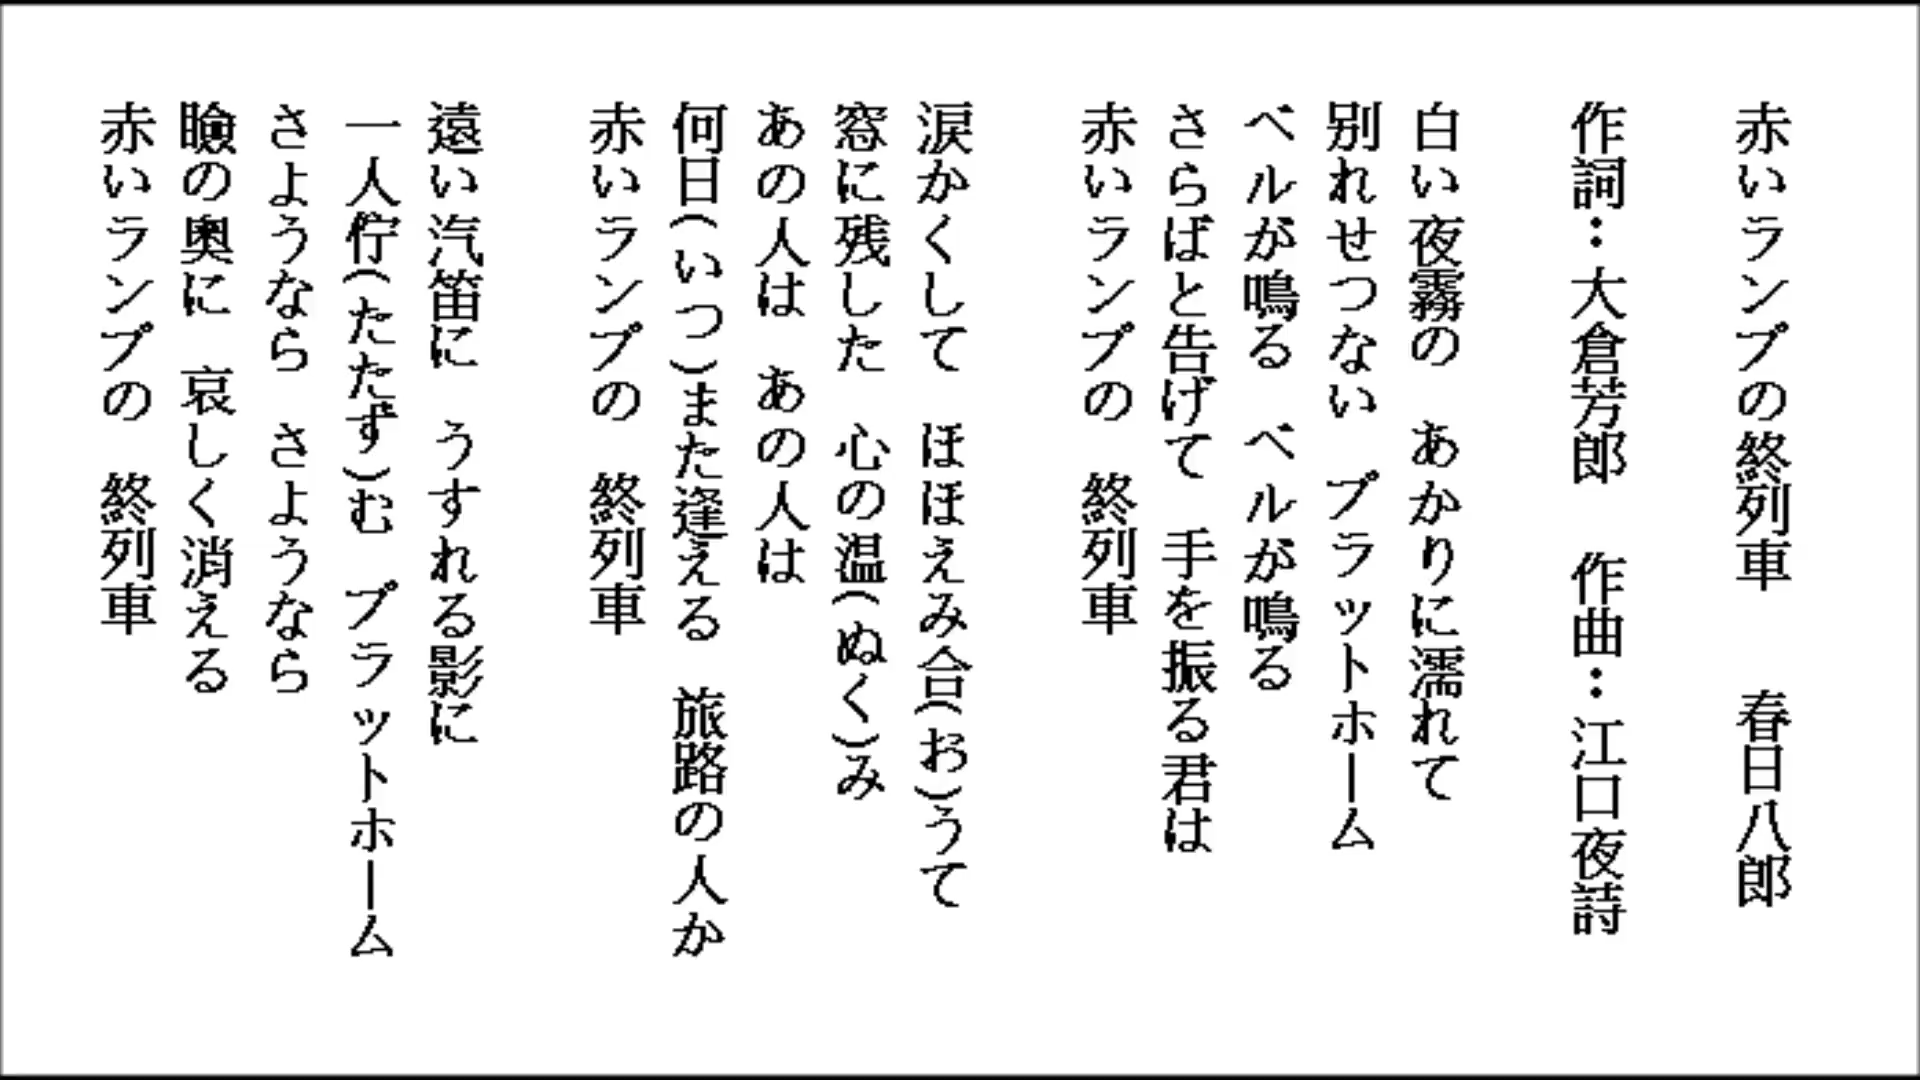 赤いランプの終列車　　春日八郎
作詞：大倉芳郎　作曲：江口夜詩
白い夜霧の　あかりに濡れて
別れせつない　プラットホーム
ベルが鳴る　ベルが鳴る
さらばと告げて　手を振る君は
赤いランプの　終列車
涙かくして　ほほえみ合(お)うて
窓に残した　心の温(ぬく)み
あの人は　あの人は
何日(いつ)また逢える　旅路の人か
赤いランプの　終列車
遠い汽笛に　うすれる影に
一人佇(たたず)む　プラットホーム
さようなら　さようなら
瞼の奥に　哀しく消える
赤いランプの　終列車